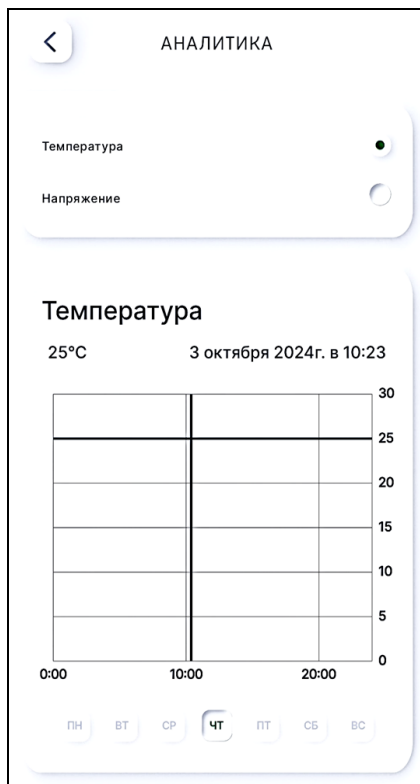 АНАЛИТИКА
Температура
Напряжение
Температура
25°C 3 октября 2024г. в 10:23
30
25
20
15
10
5
0
0:00 10:00 20:00
ПН ВТ СР ЧТ ПТ СБ ВС